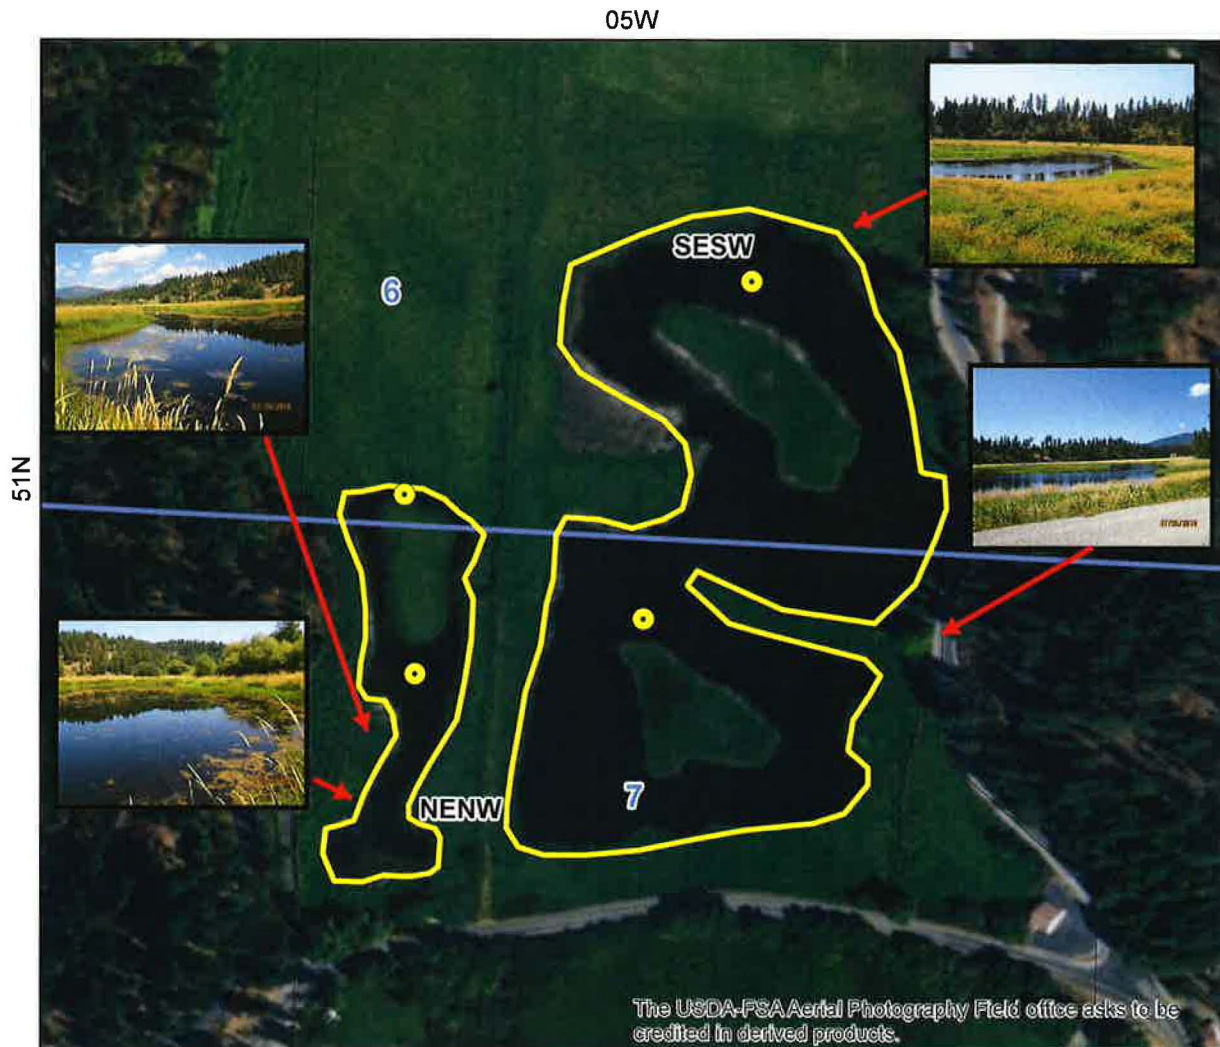 05W
SESW
6
51N
NENW
7
The USDA-FSA Aerial Photography Field office asks to be
credited in derived products.